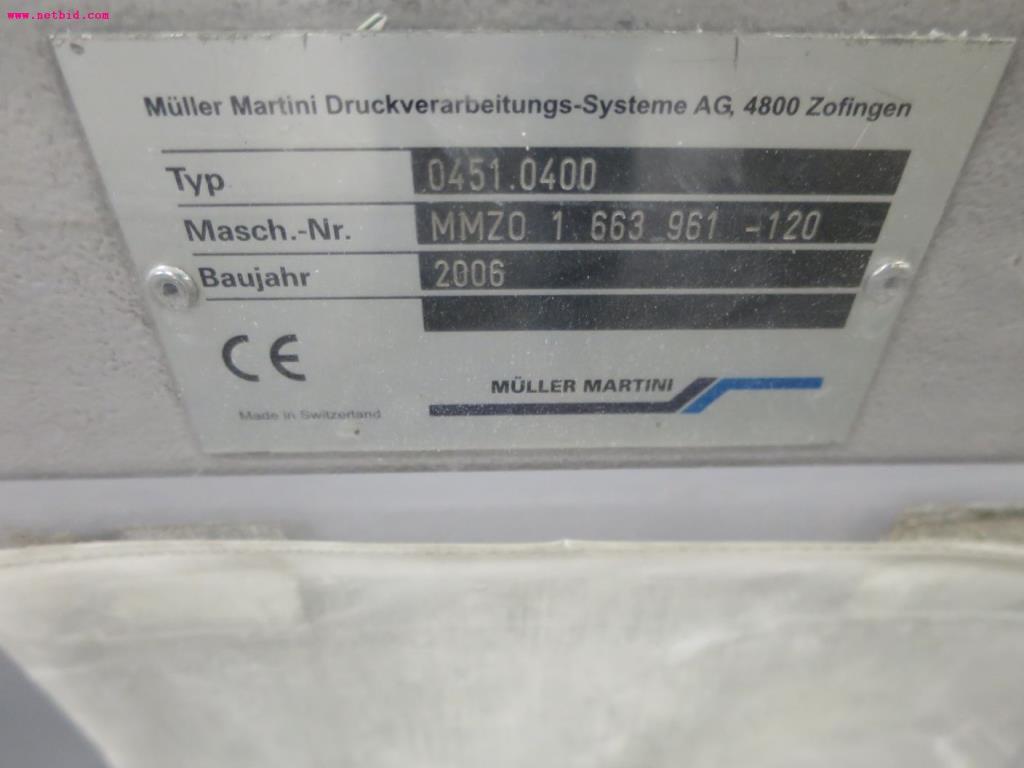 www.netbid.com
Müller Martini Druckverarbeitungs-Systeme AG, 4800 Zofingen
Typ 0451.0400
Masch.-Nr. MMZO 1 663 961 -120
Baujahr 2006
CE
MÜLLER MARTINI
Made in Switzerland